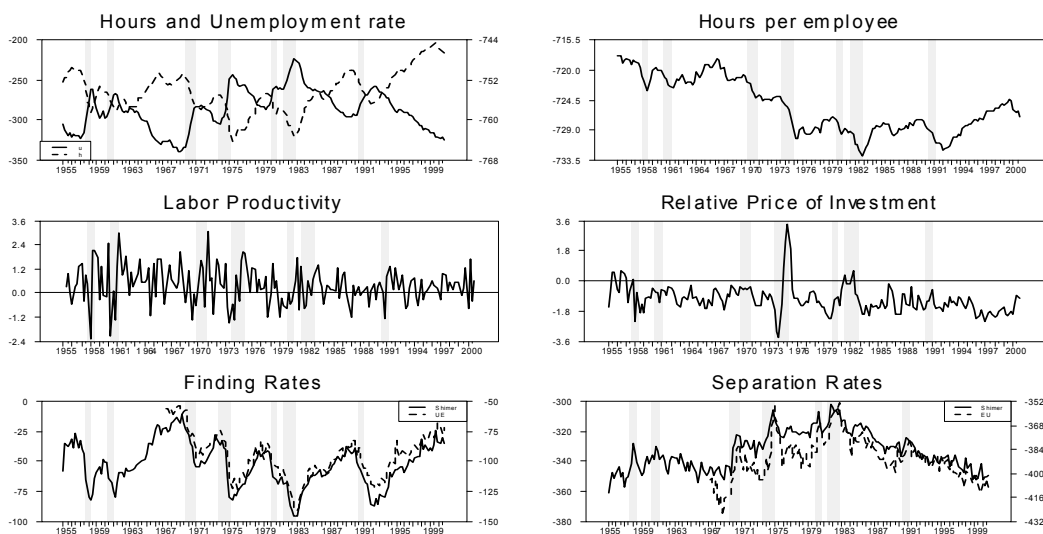 Hours and Unemployment rate
-200
-250
-300
-350
-744
-752
-760
-768
u
h
1955 1959 1963 1967 1971 1975 1979 1983 1987 1991 1995 1999
Hours per employee
-715.5
-720.0
-724.5
-729.0
-733.5
1955 1958 1961 1964 1967 1970 1973 1976 1979 1982 1985 1988 1991 1994 1997 2000
Labor Productivity
3.6
2.4
1.2
0.0
-1.2
-2.4
1955 1958 1961 1964 1967 1970 1973 1976 1979 1982 1985 1988 1991 1994 1997 2000
Relative Price of Investment
3.6
1.8
0.0
-1.8
-3.6
1955 1958 1961 1964 1967 1970 1973 1976 1979 1982 1985 1988 1991 1994 1997 2000
Finding Rates
0
-25
-50
-75
-100
Shimer
UE
-50
-75
-100
-125
-150
1955 1959 1963 1967 1971 1975 1979 1983 1987 1991 1995 1999
Separation Rates
-300
-320
-340
-360
-380
Shimer
EU
-352
-368
-384
-400
-416
-432
1955 1959 1963 1967 1971 1975 1979 1983 1987 1991 1995 1999